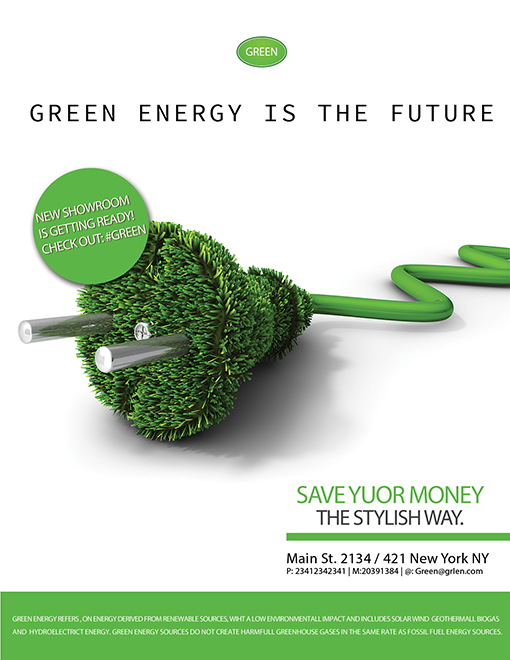 GREEN
GREEN ENERGY IS THE FUTURE
NEW SHOWROOM
IS GETTING READY!
CHECK OUT: #GREEN
SAVE YUOR MONEY
THE STYLISH WAY.
Main St. 2134 / 421 New York NY
P: 23412342341 | M:20391384 | @: Green@grlen.com
GREEN ENERGY REFERS , ON ENERGY DERIVED FROM RENEWABLE SOURCES, WHT A LOW ENVIRONMENTALL IMPACT AND INCLUDES SOLAR WIND GEOTHERMALL BIOGAS
AND HYDROELECTRICT ENERGY. GREEN ENERGY SOURCES DO NOT CREATE HARMFULL GREENHOUSE GASES IN THE SAME RATE AS FOSSIL FUEL ENERGY SOURCES.